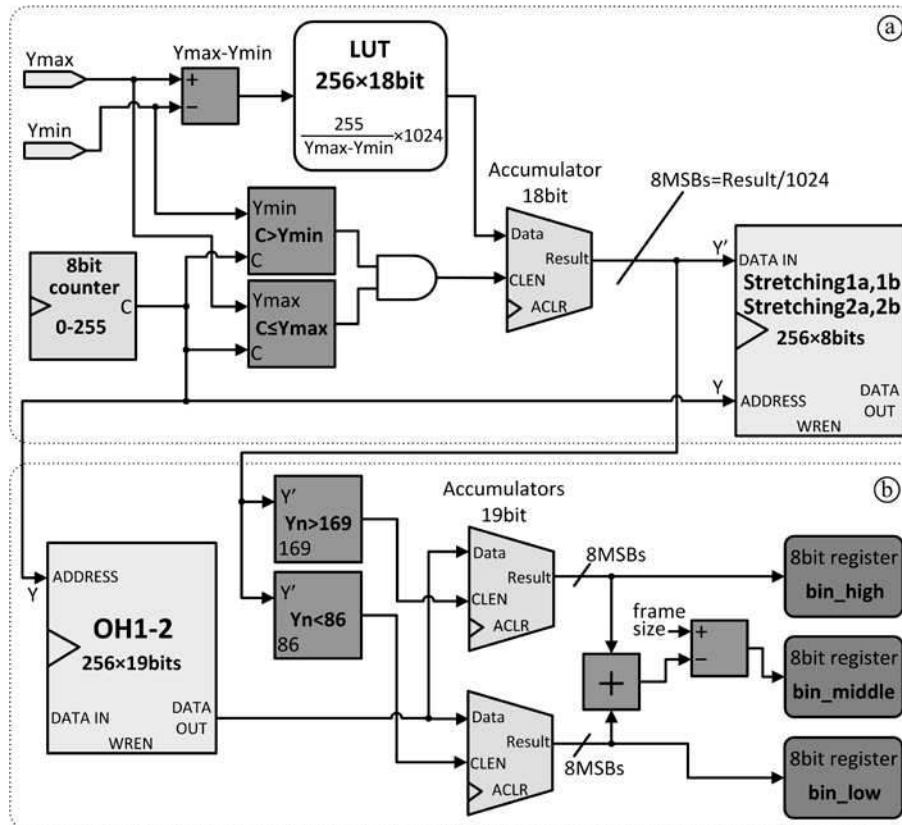 ⓐ
Ymax
Ymin
Ymax-Ymin
+
−
LUT
256×18bit
255
Ymax-Ymin
×1024
Ymin
C>Ymin
C
Ymax
C≤Ymax
C
8bit
counter
0-255
C
Accumulator
18bit
Data
Result
CLEN
ACLR
8MSBs=Result/1024
Y'
DATA IN
Stretching1a,1b
Stretching2a,2b
256×8bits
Y
ADDRESS
DATA
OUT
WREN
ⓑ
Y
ADDRESS
OH1-2
256×19bits
DATA IN
DATA
OUT
WREN
Y'
Yn>169
169
Y'
Yn<86
86
Accumulators
19bit
Data
Result
CLEN
ACLR
8MSBs
Data
Result
CLEN
ACLR
8MSBs
+
frame
size
+
−
8bit register
bin_high
8bit register
bin_middle
8bit register
bin_low